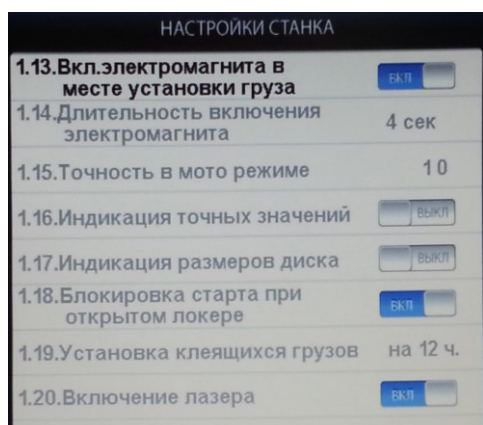 НАСТРОЙКИ СТАНКА
1.13.Вкл.электромагнита в
месте установки груза
ВКЛ
1.14.Длительность включения
электромагнита
4 сек
1.15.Точность в мото режиме
10
1.16.Индикация точных значений
ВЫКЛ
1.17.Индикация размеров диска
ВЫКЛ
1.18.Блокировка старта при
открытом локере
ВКЛ
1.19.Установка клеящихся грузов
на 12 ч.
1.20.Включение лазера
ВКЛ